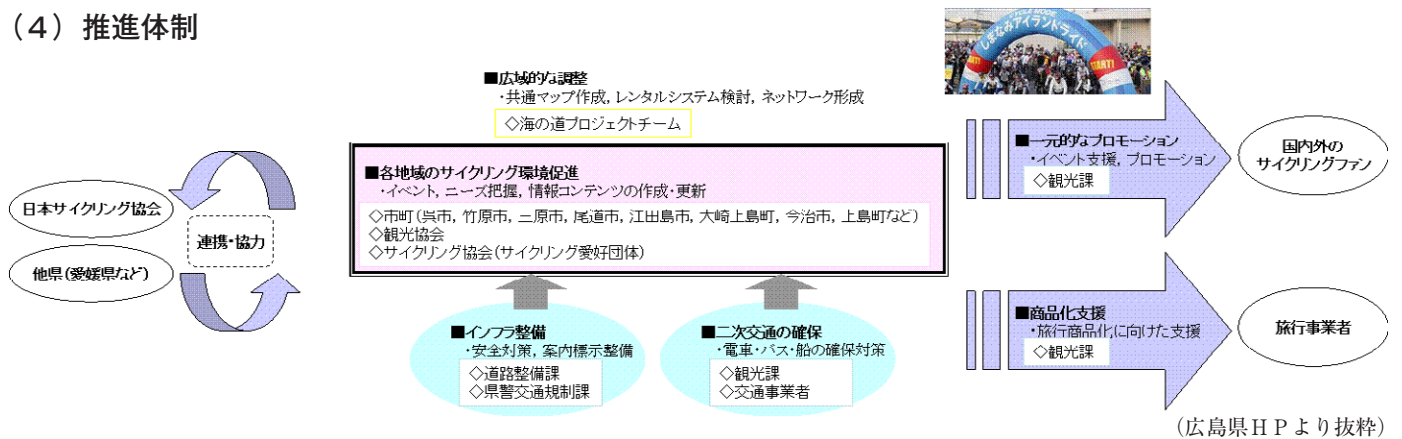 （４）推進体制
しまなみアイランドライド
START!
START!
■広域的な調整
・共通マップ作成，レンタルシステム検討，ネットワーク形成
◇海の道プロジェクトチーム
■各地域のサイクリング環境促進
・イベント，ニーズ把握，情報コンテンツの作成・更新
◇市町（呉市，竹原市，三原市，尾道市，江田島市，大崎上島町，今治市，上島町など）
◇観光協会
◇サイクリング協会（サイクリング愛好団体）
日本サイクリング協会
他県（愛媛県など）
連携・協力
■インフラ整備
・安全対策，案内標示整備
◇道路整備課
◇県警交通規制課
■二次交通の確保
・電車・バス・船の確保対策
◇観光課
◇交通事業者
■一元的なプロモーション
・イベント支援，プロモーション
◇観光課
国内外の
サイクリングファン
■商品化支援
・旅行商品化に向けた支援
◇観光課
旅行事業者
（広島県ＨＰより抜粋）